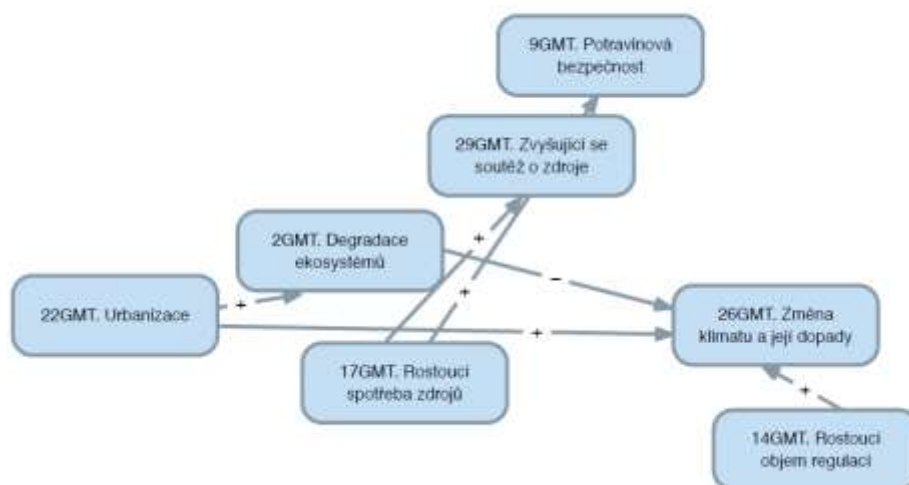 9GMT. Potravinová
bezpečnost
29GMT. Zvyšující se
soutěž o zdroje
+
2GMT. Degradace
ekosystémů
–
+
+
22GMT. Urbanizace
26GMT. Změna
klimatu a její dopady
+
17GMT. Rostoucí
spotřeba zdrojů
+
14GMT. Rostoucí
objem regulací